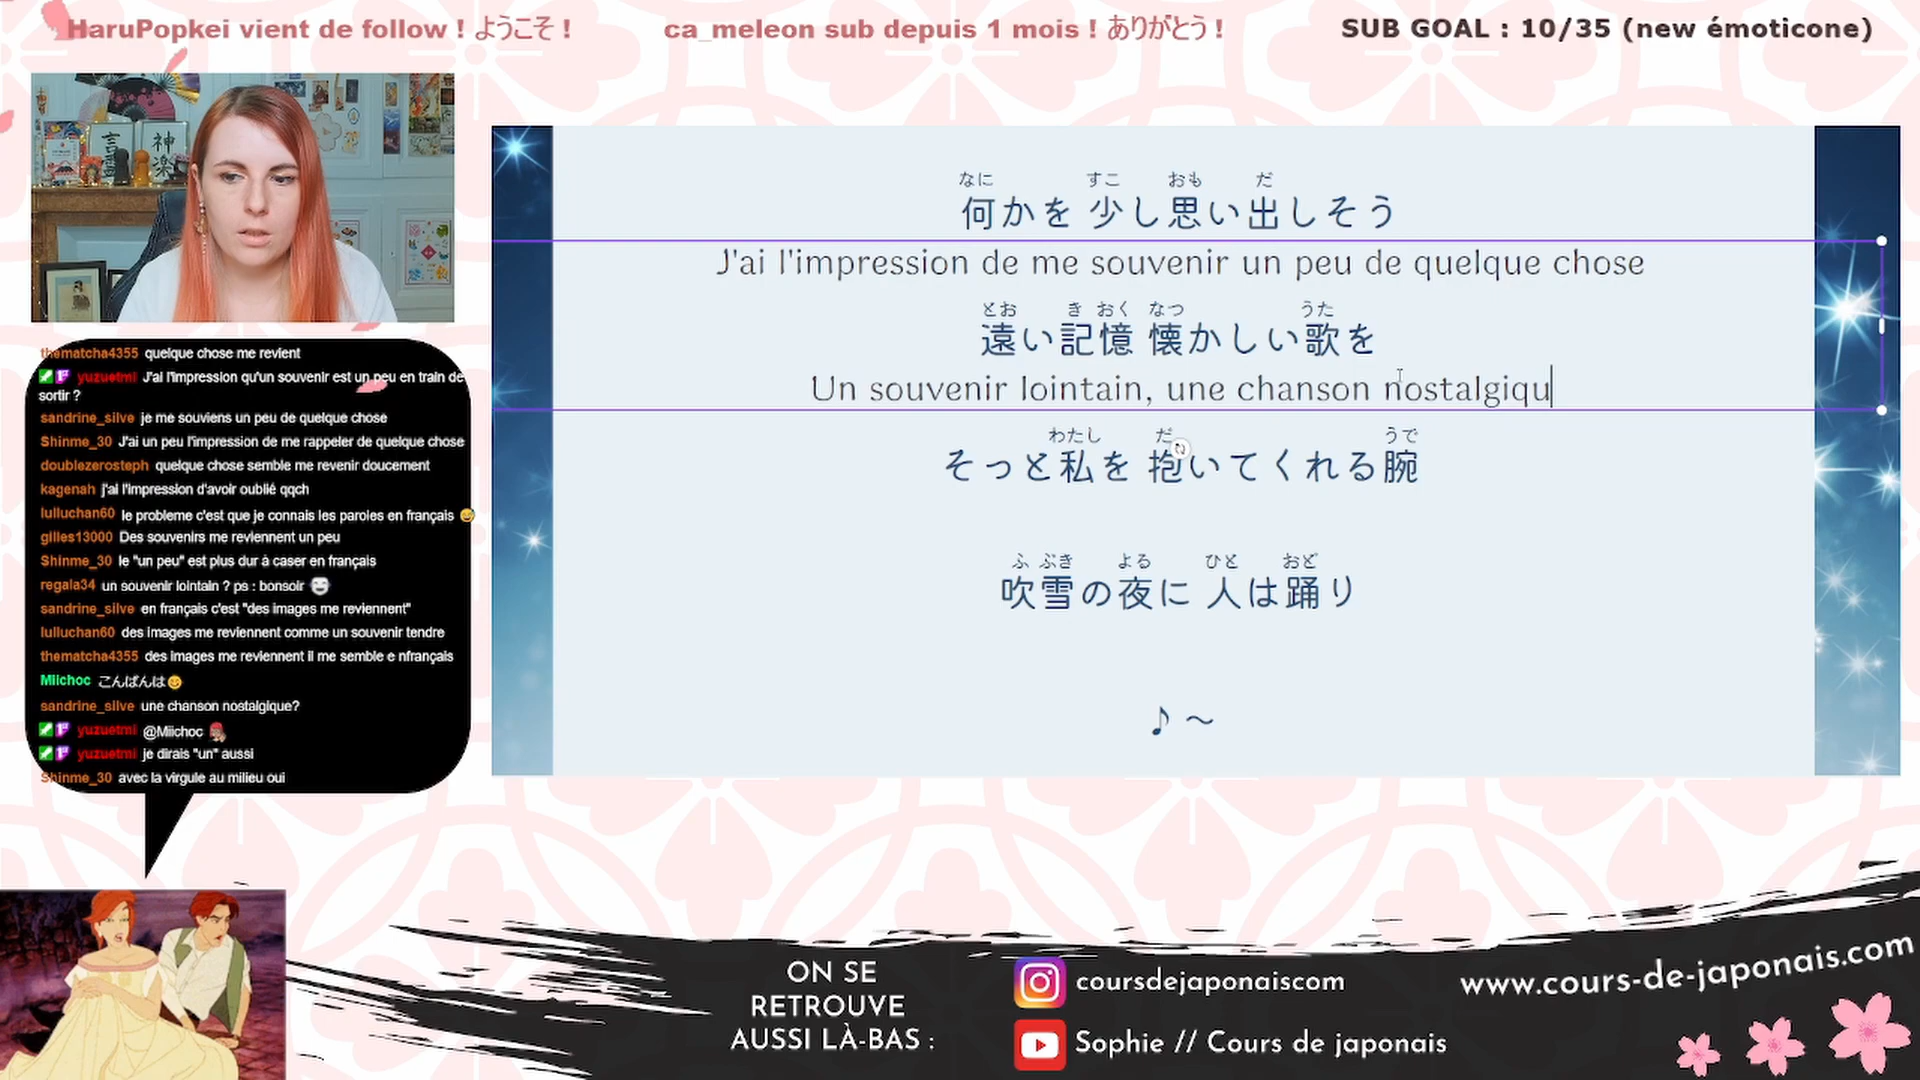 HaruPopkei vient de follow ! ようこそ !
ca_meleon sub depuis 1 mois ! ありがとう !
SUB GOAL : 10/35 (new émoticone)
言
神楽
thematcha4355 quelque chose me revient
yuzuetmi J'ai l'impression qu'un souvenir est un peu en train de
sortir ?
sandrine_silve je me souviens un peu de quelque chose
Shinme_30 J'ai un peu l'impression de me rappeler de quelque chose
doublezerosteph quelque chose semble me revenir doucement
kagenah j'ai l'impression d'avoir oublié qqch
lulluchan60 le probleme c'est que je connais les paroles en français
gilles13000 Des souvenirs me reviennent un peu
Shinme_30 le "un peu" est plus dur à caser en français
regala34 un souvenir lointain ? ps : bonsoir
sandrine_silve en français c'est "des images me reviennent"
lulluchan60 des images me reviennent comme un souvenir tendre
thematcha4355 des images me reviennent il me semble e nfrançais
Miichoc こんばんは
sandrine_silve une chanson nostalgique?
yuzuetmi @Miichoc
yuzuetmi je dirais "un" aussi
Shinme_30 avec la virgule au milieu oui
なに すこ おも だ
何かを 少し思い出しそう
J'ai l'impression de me souvenir un peu de quelque chose
とお き おく なつ うた
遠い記憶 懐かしい歌を
Un souvenir lointain, une chanson nostalgiqu
わたし だ うで
そっと私を 抱いてくれる腕
ふ ぶき よる ひと おど
吹雪の夜に 人は踊り
♪ ～
ON SE
RETROUVE
AUSSI LÀ-BAS :
coursdejaponaiscom
Sophie // Cours de japonais
www.cours-de-japonais.com